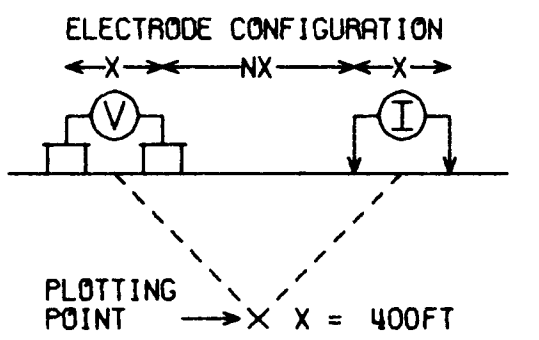 ELECTRODE CONFIGURATION
X NX X
V I
PLOTTING
POINT X X = 400FT